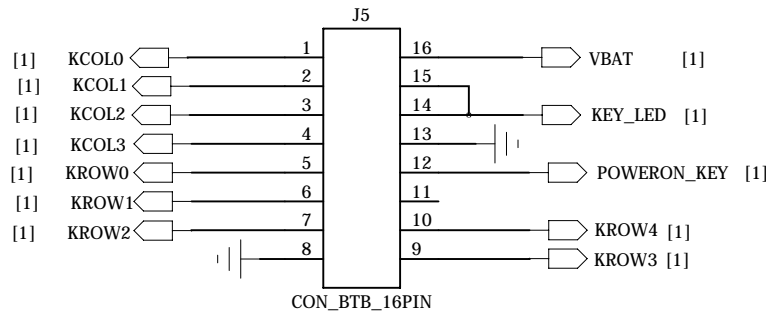 J5
[1] KCOL0 1 16 VBAT [1]
[1] KCOL1 2 15
[1] KCOL2 3 14 KEY_LED [1]
[1] KCOL3 4 13
[1] KROW0 5 12 POWERON_KEY [1]
[1] KROW1 6 11
[1] KROW2 7 10 KROW4 [1]
8 9 KROW3 [1]
CON_BTB_16PIN